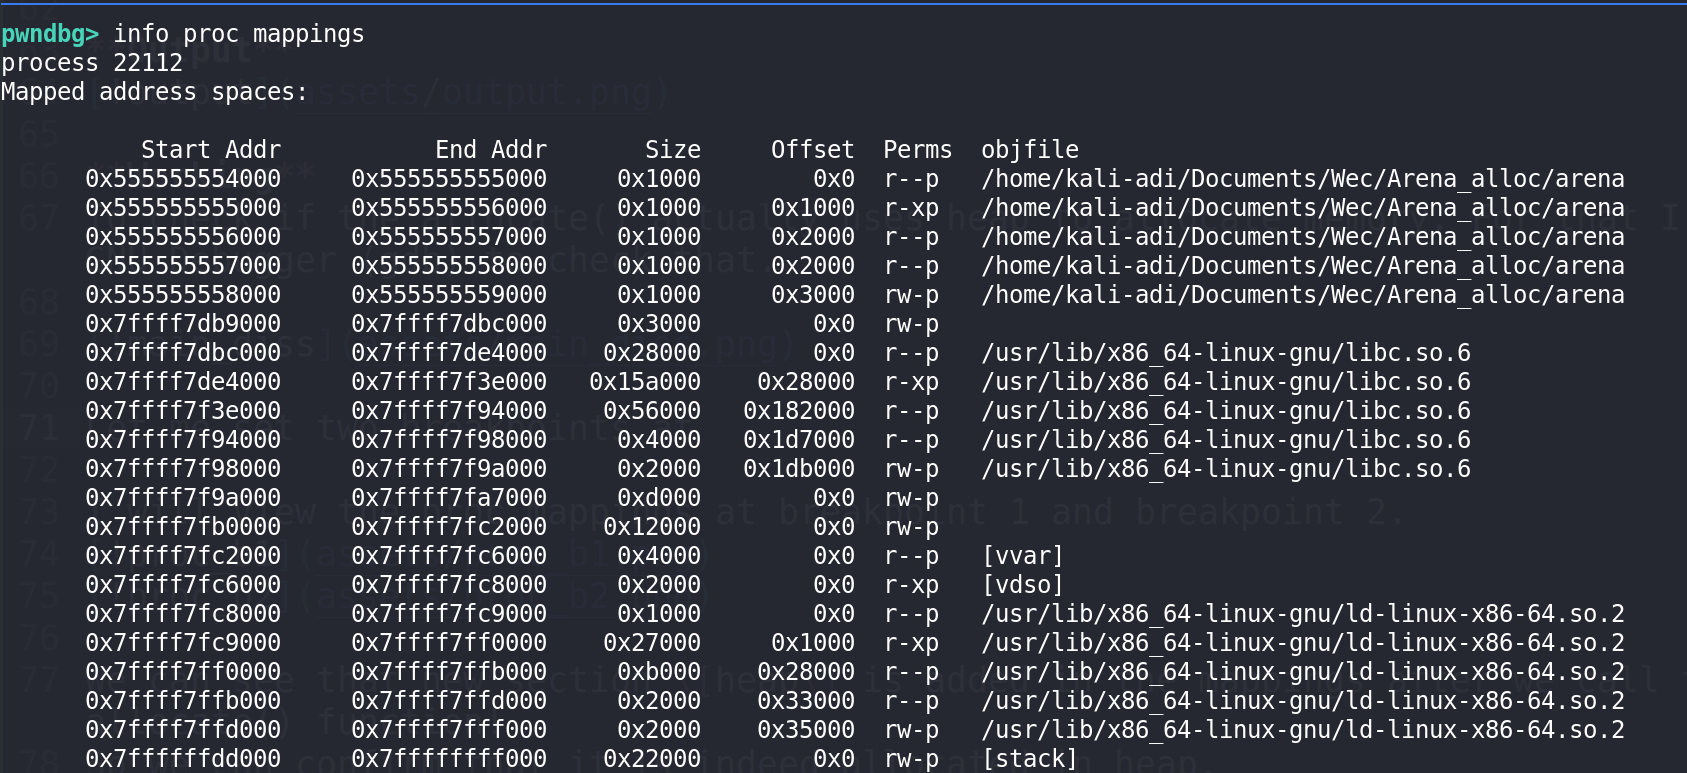 pwndbg> info proc mappings
process 22112
Mapped address spaces:
Start Addr End Addr Size Offset Perms objfile
0x555555554000 0x555555555000 0x1000 0x0 r--p /home/kali-adi/Documents/Wec/Arena_alloc/arena
0x555555555000 0x555555556000 0x1000 0x1000 r-xp /home/kali-adi/Documents/Wec/Arena_alloc/arena
0x555555556000 0x555555557000 0x1000 0x2000 r--p /home/kali-adi/Documents/Wec/Arena_alloc/arena
0x555555557000 0x555555558000 0x1000 0x2000 r--p /home/kali-adi/Documents/Wec/Arena_alloc/arena
0x555555558000 0x555555559000 0x1000 0x3000 rw-p /home/kali-adi/Documents/Wec/Arena_alloc/arena
0x7ffff7db9000 0x7ffff7dbc000 0x3000 0x0 rw-p
0x7ffff7dbc000 0x7ffff7de4000 0x28000 0x0 r--p /usr/lib/x86_64-linux-gnu/libc.so.6
0x7ffff7de4000 0x7ffff7f3e000 0x15a000 0x28000 r-xp /usr/lib/x86_64-linux-gnu/libc.so.6
0x7ffff7f3e000 0x7ffff7f94000 0x56000 0x182000 r--p /usr/lib/x86_64-linux-gnu/libc.so.6
0x7ffff7f94000 0x7ffff7f98000 0x4000 0x1d7000 r--p /usr/lib/x86_64-linux-gnu/libc.so.6
0x7ffff7f98000 0x7ffff7f9a000 0x2000 0x1db000 rw-p /usr/lib/x86_64-linux-gnu/libc.so.6
0x7ffff7f9a000 0x7ffff7fa7000 0xd000 0x0 rw-p
0x7ffff7fb0000 0x7ffff7fc2000 0x12000 0x0 rw-p
0x7ffff7fc2000 0x7ffff7fc6000 0x4000 0x0 r--p [vvar]
0x7ffff7fc6000 0x7ffff7fc8000 0x2000 0x0 r-xp [vdso]
0x7ffff7fc8000 0x7ffff7fc9000 0x1000 0x0 r--p /usr/lib/x86_64-linux-gnu/ld-linux-x86-64.so.2
0x7ffff7fc9000 0x7ffff7ff0000 0x27000 0x1000 r-xp /usr/lib/x86_64-linux-gnu/ld-linux-x86-64.so.2
0x7ffff7ff0000 0x7ffff7ffb000 0xb000 0x28000 r--p /usr/lib/x86_64-linux-gnu/ld-linux-x86-64.so.2
0x7ffff7ffb000 0x7ffff7ffd000 0x2000 0x33000 r--p /usr/lib/x86_64-linux-gnu/ld-linux-x86-64.so.2
0x7ffff7ffd000 0x7ffff7fff000 0x2000 0x35000 rw-p /usr/lib/x86_64-linux-gnu/ld-linux-x86-64.so.2
0x7ffffffdd000 0x7ffffffff000 0x22000 0x0 rw-p [stack]